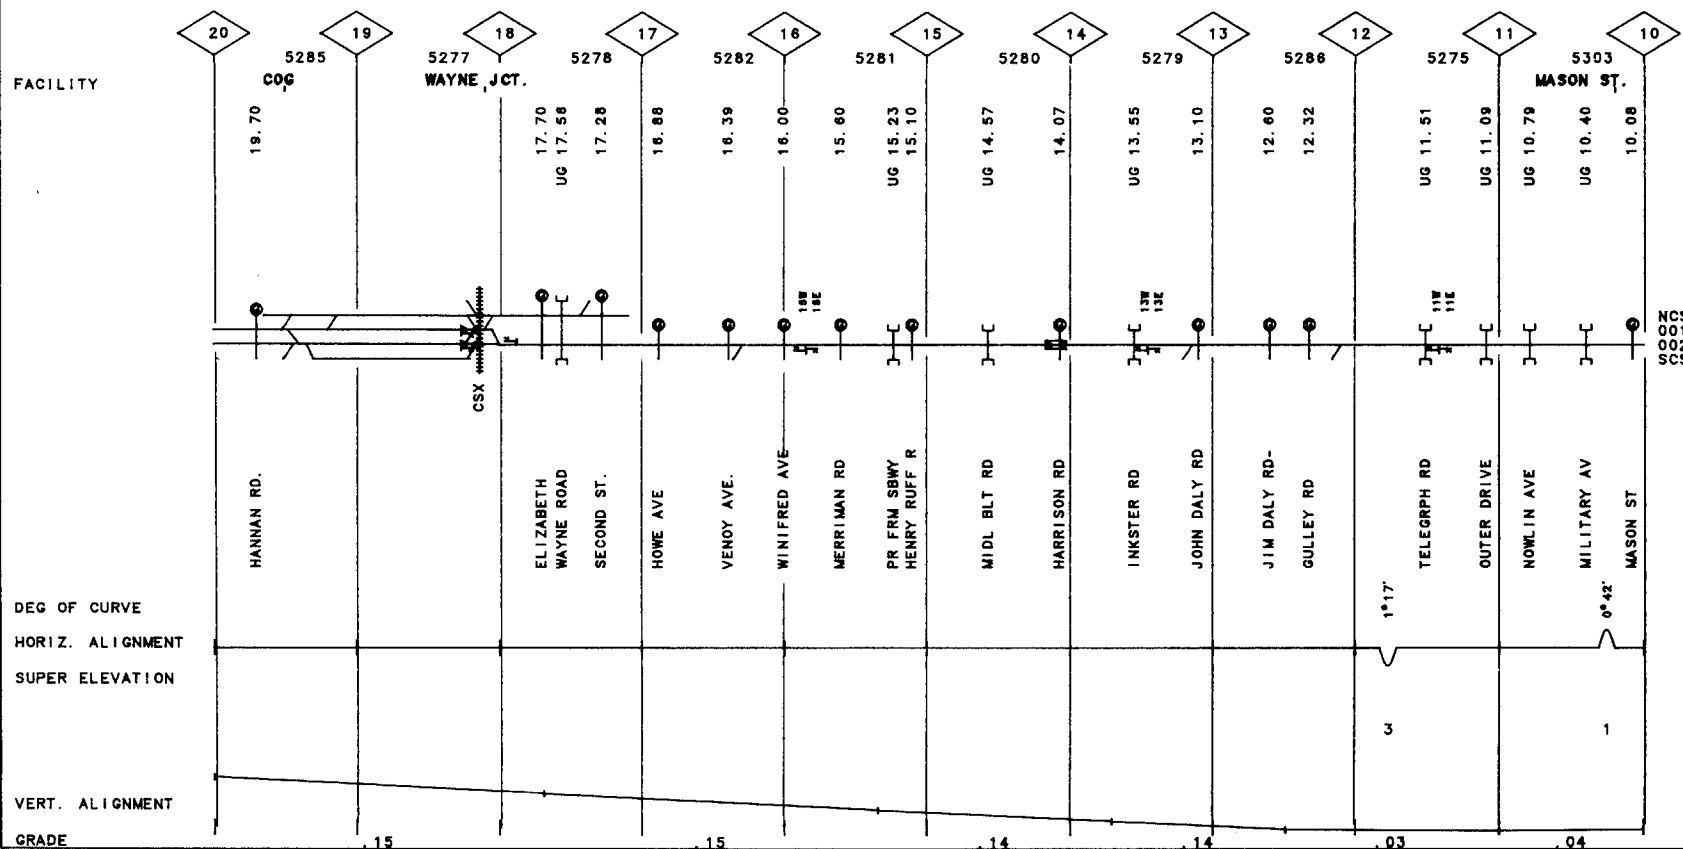 20 19 18 17 16 15 14 13 12 11 10
5285 5277 5278 5282 5281 5280 5279 5286 5275 5303
FACILITY COG WAYNE JCT. MASON ST.
19.70
17.70
UG 17.58
17.28
16.88
16.39
16.00
15.60
UG 15.23
15.10
UG 14.57
14.07
UG 13.55
13.10
12.60
12.32
UG 11.51
UG 11.09
UG 10.79
UG 10.40
10.08
13W
13E
11W
11E
001
CSX
HANNAN RD.
ELIZABETH
WAYNE ROAD
SECOND ST.
HOWE AVE
VENOY AVE.
WINIFRED AVE
MERRIMAN RD
PR FRM SBWY
HENRY RUFF R
MIDL BLT RD
HARRISON RD
INKSTER RD
JOHN DALY RD
JIM DALY RD-
GULLEY RD
TELEGRPH RD
OUTER DRIVE
NOWLIN AVE
MILITARY AV
MASON ST
DEG OF CURVE 1°17' 0°42'
HORIZ. ALIGNMENT
SUPER ELEVATION
3 1
VERT. ALIGNMENT
GRADE .15 .15 .14 .14 .03 .04